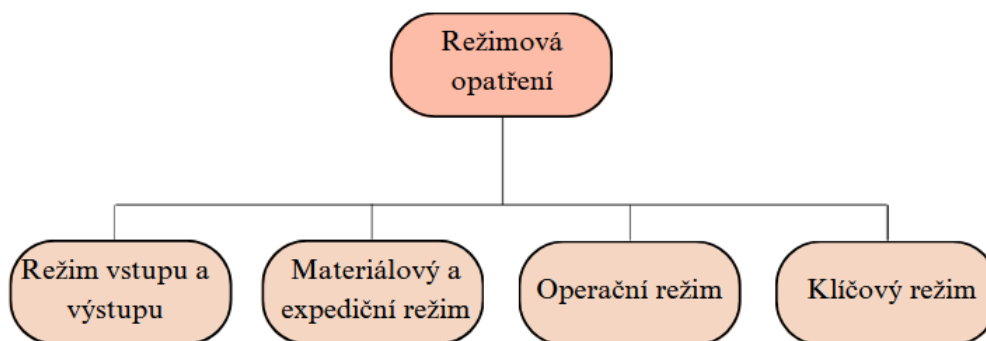 Režimová
opatření
Režim vstupu a
výstupu
Materiálový a
expediční režim
Operační režim
Klíčový režim